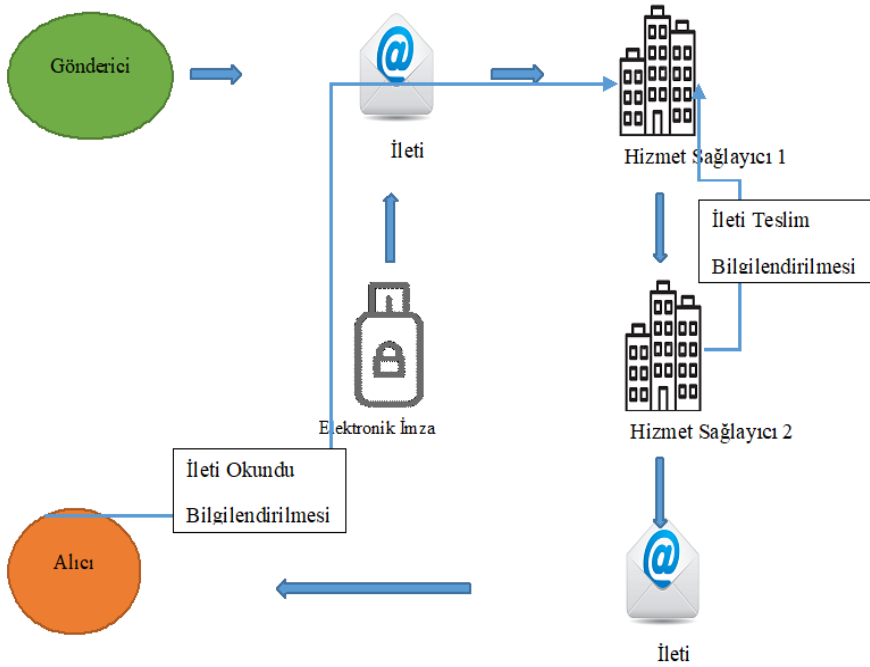 Gönderici
İleti
Hizmet Sağlayıcı 1
İleti Teslim
Bilgilendirilmesi
Elektronik İmza
Hizmet Sağlayıcı 2
İleti Okundu
Bilgilendirilmesi
Alıcı
İleti